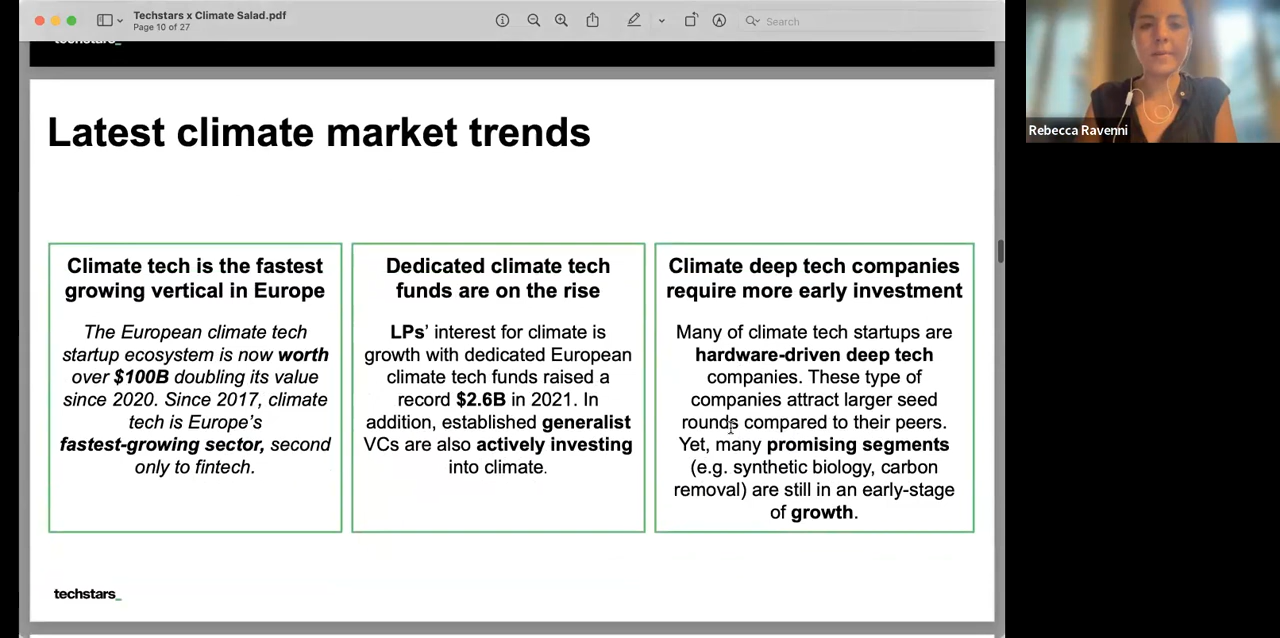 Techstars x Climate Salad.pdf
Page 10 of 27
Search
techstars_
Latest climate market trends
Climate tech is the fastest
growing vertical in Europe
The European climate tech
startup ecosystem is now worth
over $100B doubling its value
since 2020. Since 2017, climate
tech is Europe's
fastest-growing sector, second
only to fintech.
Dedicated climate tech
funds are on the rise
LPs' interest for climate is
growth with dedicated European
climate tech funds raised a
record $2.6B in 2021. In
addition, established generalist
VCs are also actively investing
into climate.
Climate deep tech companies
require more early investment
Many of climate tech startups are
hardware-driven deep tech
companies. These type of
companies attract larger seed
rounds compared to their peers.
Yet, many promising segments
(e.g. synthetic biology, carbon
removal) are still in an early-stage
of growth.
techstars_
Rebecca Ravenni